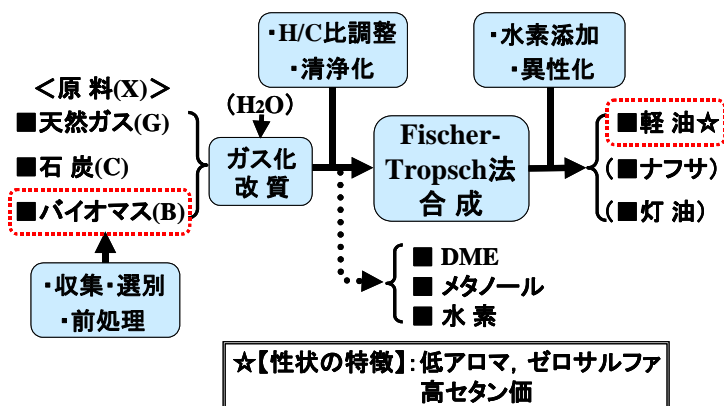 ・H/C比調整
・清浄化
・水素添加
・異性化
＜原 料(X)＞
■天然ガス(G)
■石 炭(C)
■バイオマス(B)
(H2O)
ガス化
改 質
Fischer-
Tropsch法
合 成
■軽 油☆
(■ナフサ)
(■灯 油)
・収集・選別
・前処理
■ DME
■ メタノール
■ 水 素
☆【性状の特徴】：低アロマ，ゼロサルファ
高セタン価